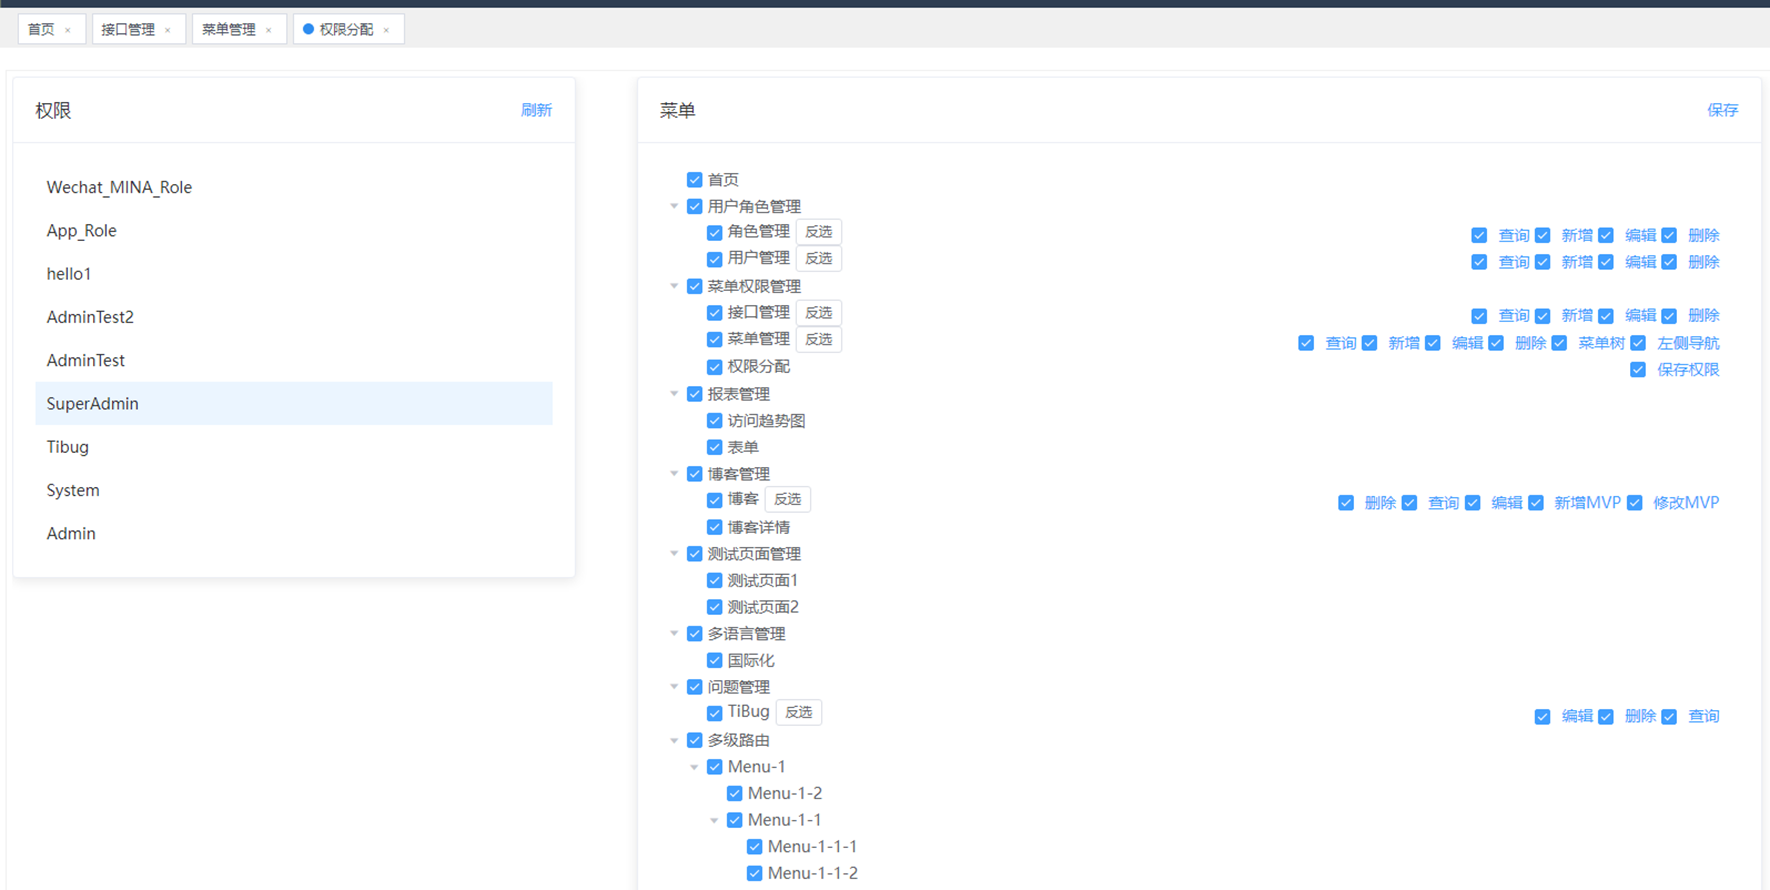 首页 × 接口管理 × 菜单管理 × 权限分配 ×
权限 刷新
Wechat_MINA_Role
App_Role
hello1
AdminTest2
AdminTest
SuperAdmin
Tibug
System
Admin
菜单 保存
首页
用户角色管理
角色管理 反选 查询 新增 编辑 删除
用户管理 反选 查询 新增 编辑 删除
菜单权限管理
接口管理 反选 查询 新增 编辑 删除
菜单管理 反选 查询 新增 编辑 删除 菜单树 左侧导航
权限分配 保存权限
报表管理
访问趋势图
表单
博客管理
博客 反选 删除 查询 编辑 新增MVP 修改MVP
博客详情
测试页面管理
测试页面1
测试页面2
多语言管理
国际化
问题管理
TiBug 反选 编辑 删除 查询
多级路由
Menu-1
Menu-1-2
Menu-1-1
Menu-1-1-1
Menu-1-1-2